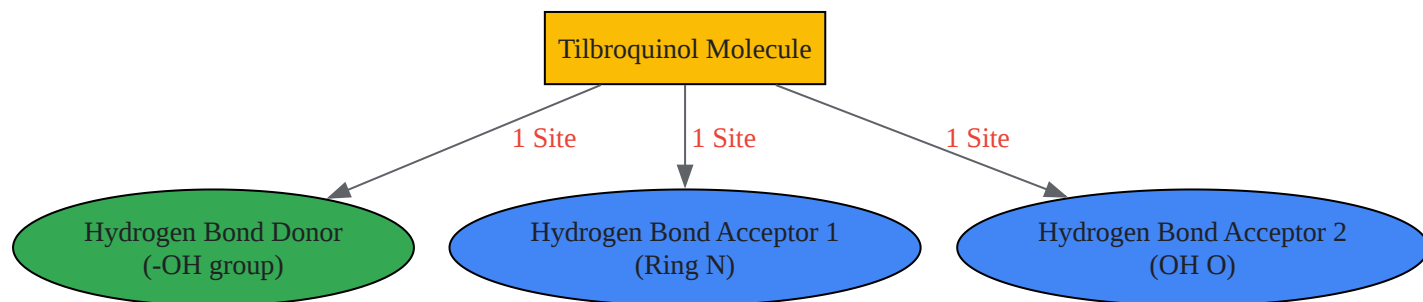 Tilbroquinol Molecule
1 Site
1 Site
1 Site
Hydrogen Bond Donor
(-OH group)
Hydrogen Bond Acceptor 1
(Ring N)
Hydrogen Bond Acceptor 2
(OH O)